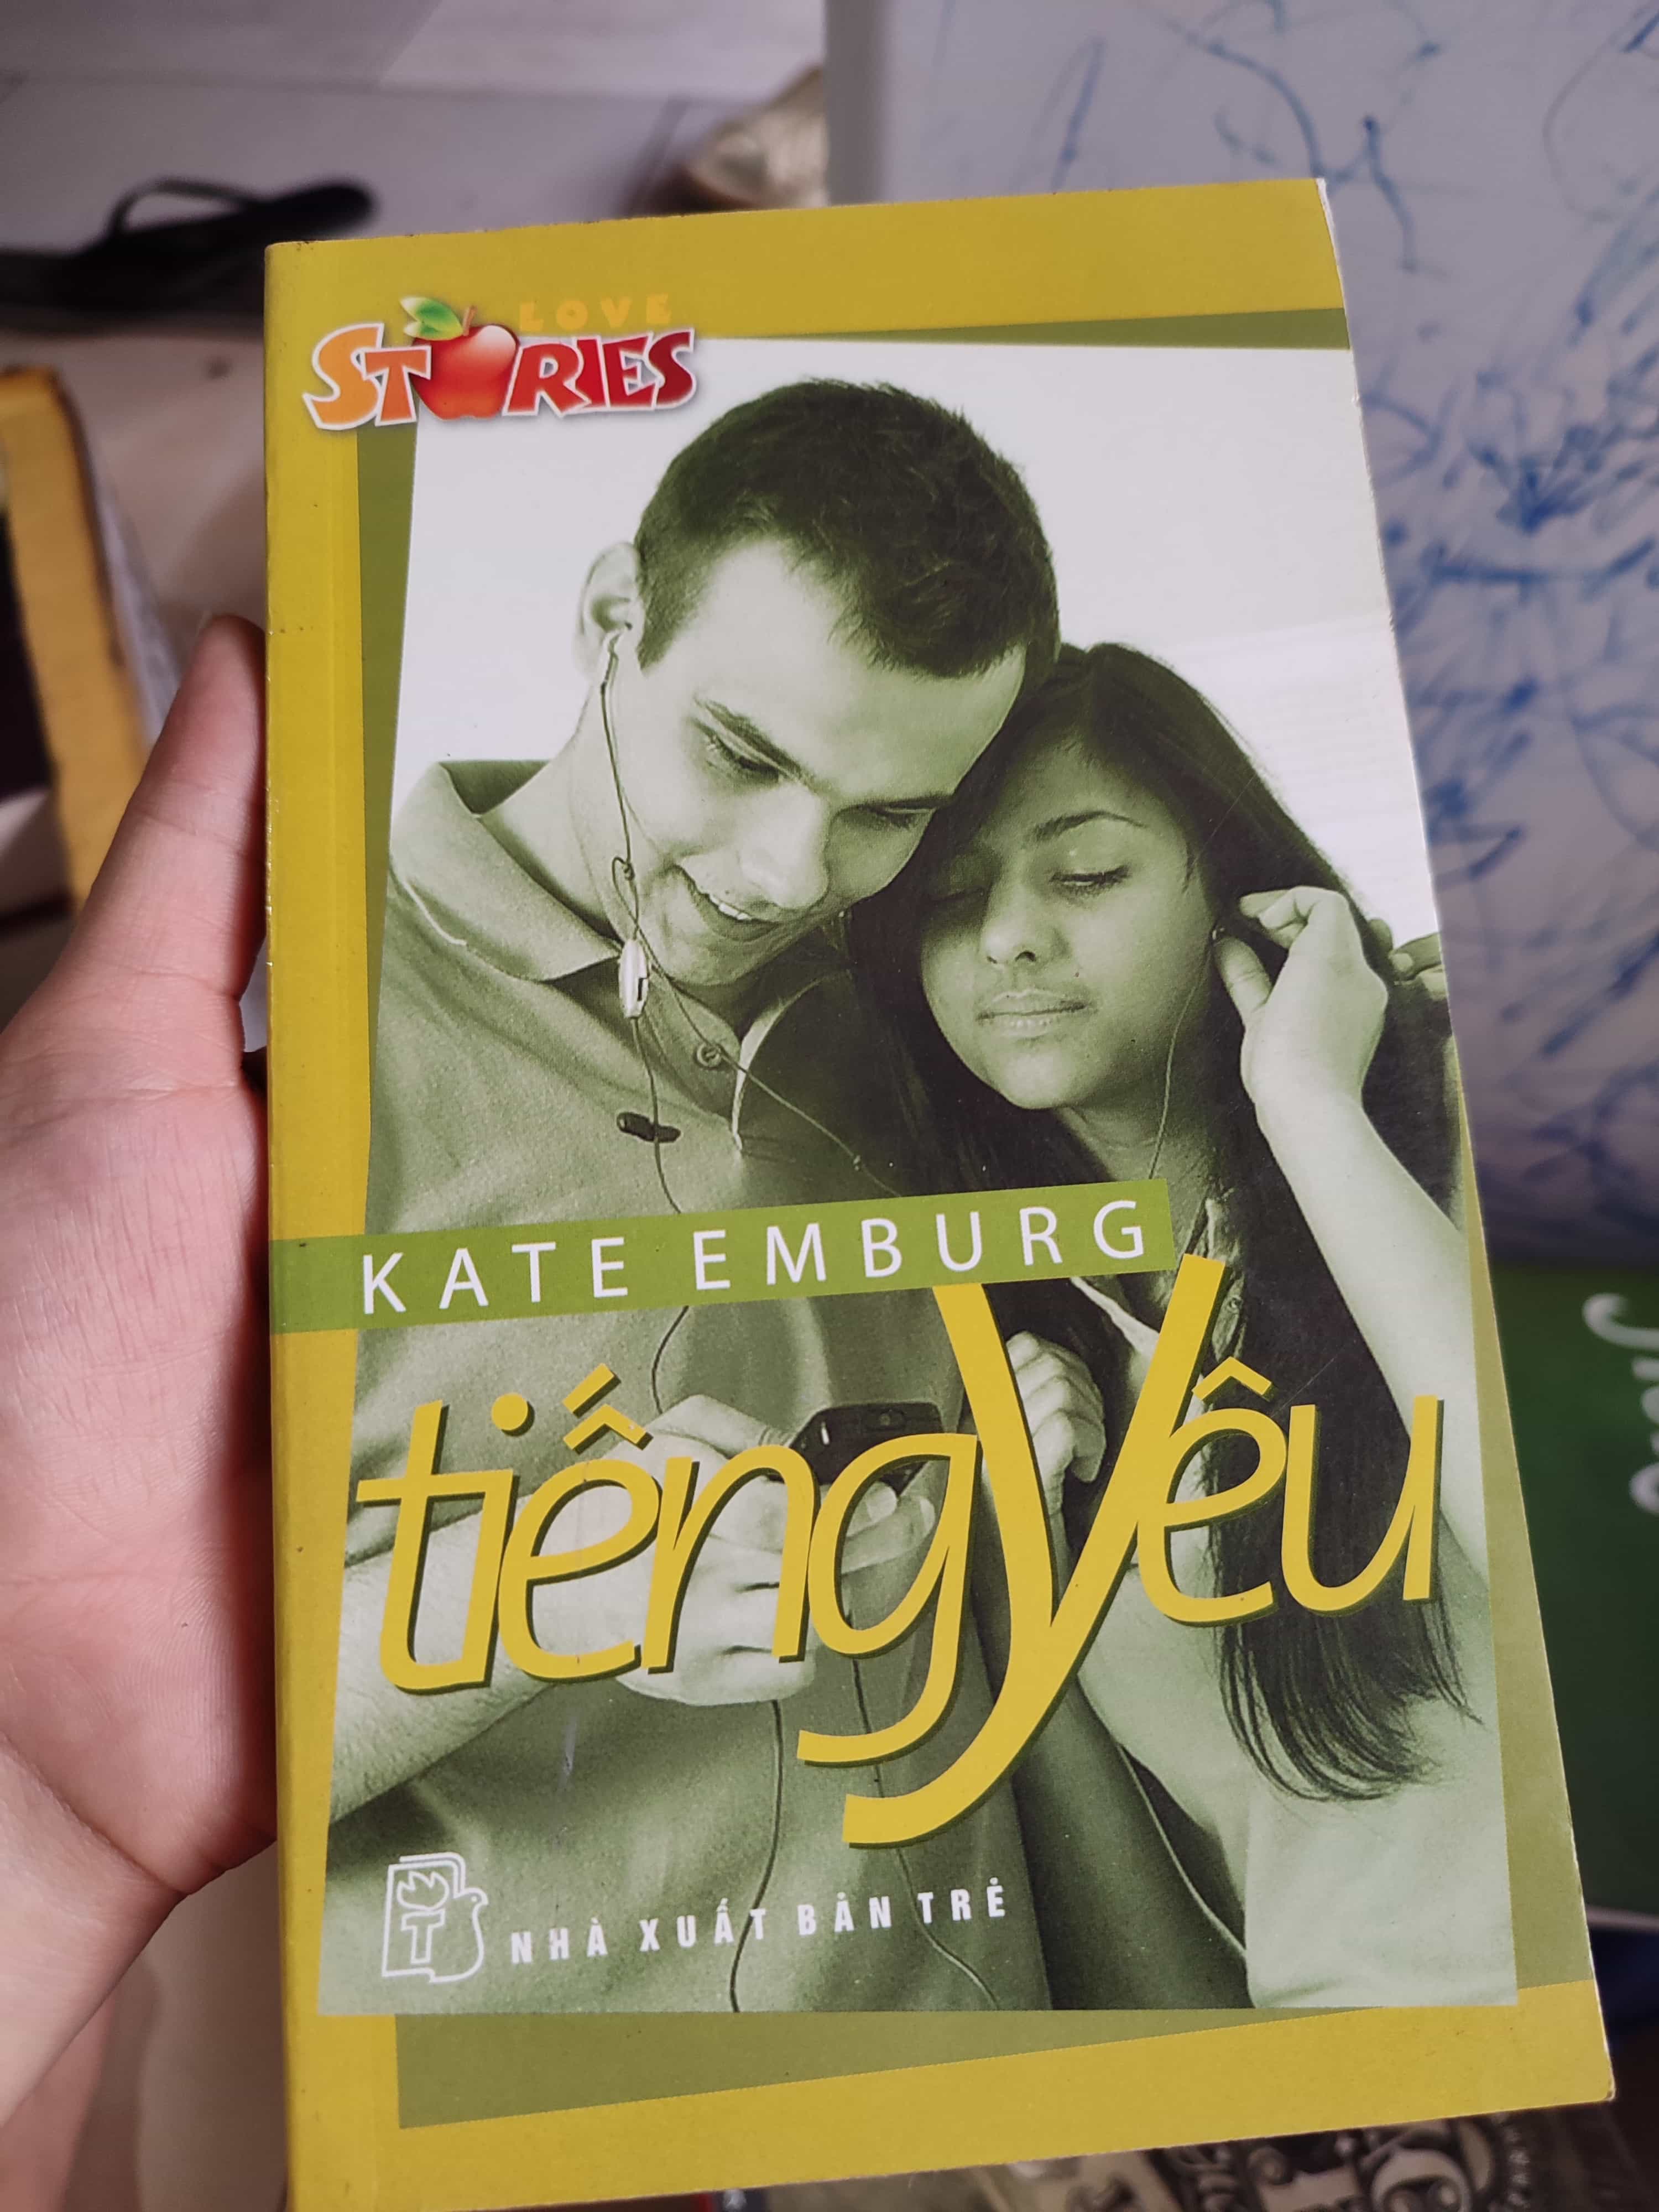 LOVE
STORIES
KATE EMBURG
tiếng yêu
NHÀ XUẤT BẢN TRẺ